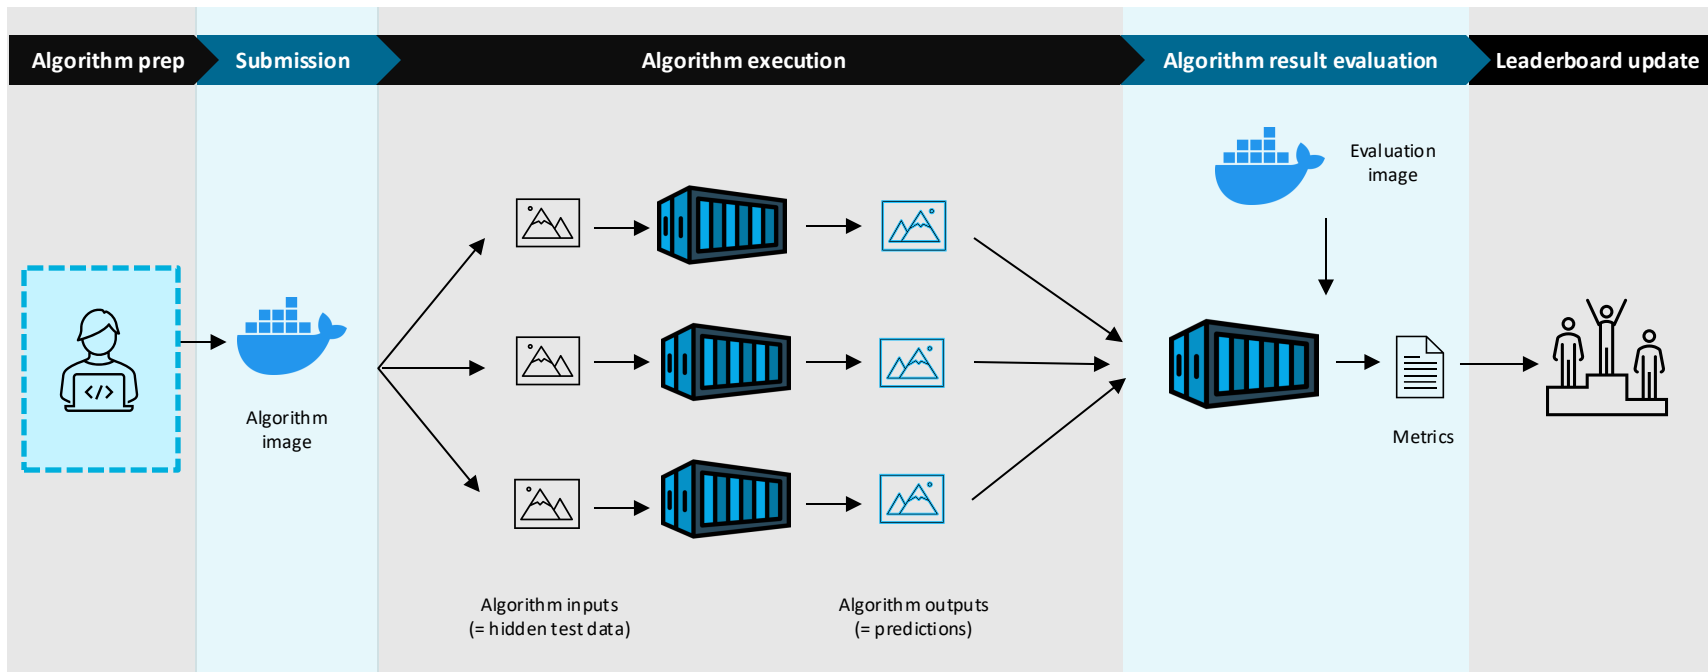 Algorithm prep
Submission
Algorithm execution
Algorithm result evaluation
Leaderboard update
Evaluation
image
</>
Algorithm
image
Metrics
Algorithm inputs
(= hidden test data)
Algorithm outputs
(= predictions)